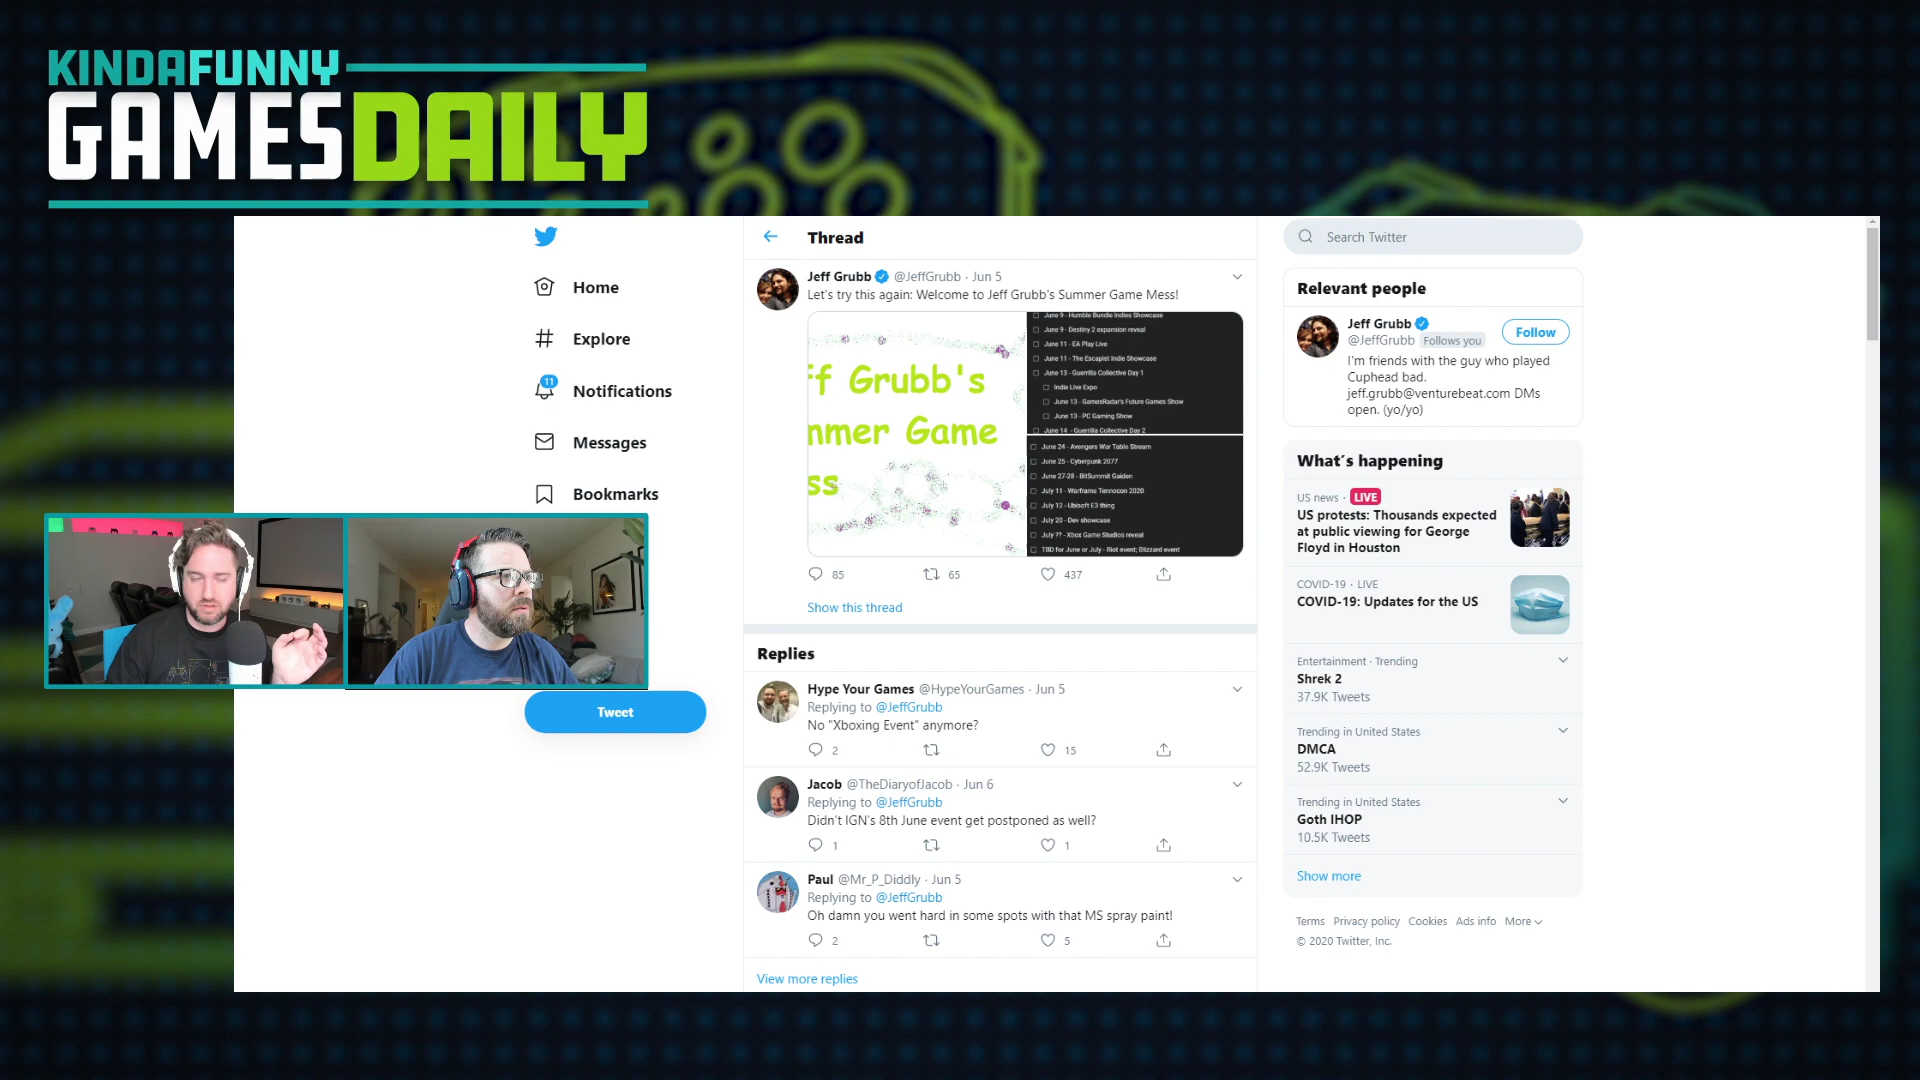 KINDAFUNNY
GAMESDAILY
Home
Explore
11
Notifications
Messages
Bookmarks
Tweet
Thread
Jeff Grubb @JeffGrubb · Jun 5
Let's try this again: Welcome to Jeff Grubb's Summer Game Mess!
ff Grubb's
mmer Game
ss
June 9 - Humble Bundle Indies Showcase
June 9 - Destiny 2 expansion reveal
June 11 - EA Play Live
June 11 - The Escapist Indie Showcase
June 13 - Guerrilla Collective Day 1
Indie Live Expo
June 13 - GamesRadar's Future Games Show
June 13 - PC Gaming Show
June 14 - Guerrilla Collective Day 2
June 24 - Avengers War Table Stream
June 25 - Cyberpunk 2077
June 27-28 - BitSummit Gaiden
July 11 - Warframe Tennocon 2020
July 12 - Ubisoft E3 thing
July 20 - Dev showcase
July ?? - Xbox Game Studios reveal
TBD for June or July - Riot event; Blizzard event
85 65 437
Show this thread
Replies
Hype Your Games @HypeYourGames · Jun 5
Replying to @JeffGrubb
No "Xboxing Event" anymore?
2 15
Jacob @TheDiaryofJacob · Jun 6
Replying to @JeffGrubb
Didn't IGN's 8th June event get postponed as well?
1 1
Paul @Mr_P_Diddly · Jun 5
Replying to @JeffGrubb
Oh damn you went hard in some spots with that MS spray paint!
2 5
View more replies
Search Twitter
Relevant people
Jeff Grubb
@JeffGrubb Follows you
Follow
I'm friends with the guy who played
Cuphead bad.
jeff.grubb@venturebeat.com DMs
open. (yo/yo)
What's happening
US news · LIVE
US protests: Thousands expected
at public viewing for George
Floyd in Houston
COVID-19 · LIVE
COVID-19: Updates for the US
Entertainment · Trending
Shrek 2
37.9K Tweets
Trending in United States
DMCA
52.9K Tweets
Trending in United States
Goth IHOP
10.5K Tweets
Show more
Terms Privacy policy Cookies Ads info More
© 2020 Twitter, Inc.